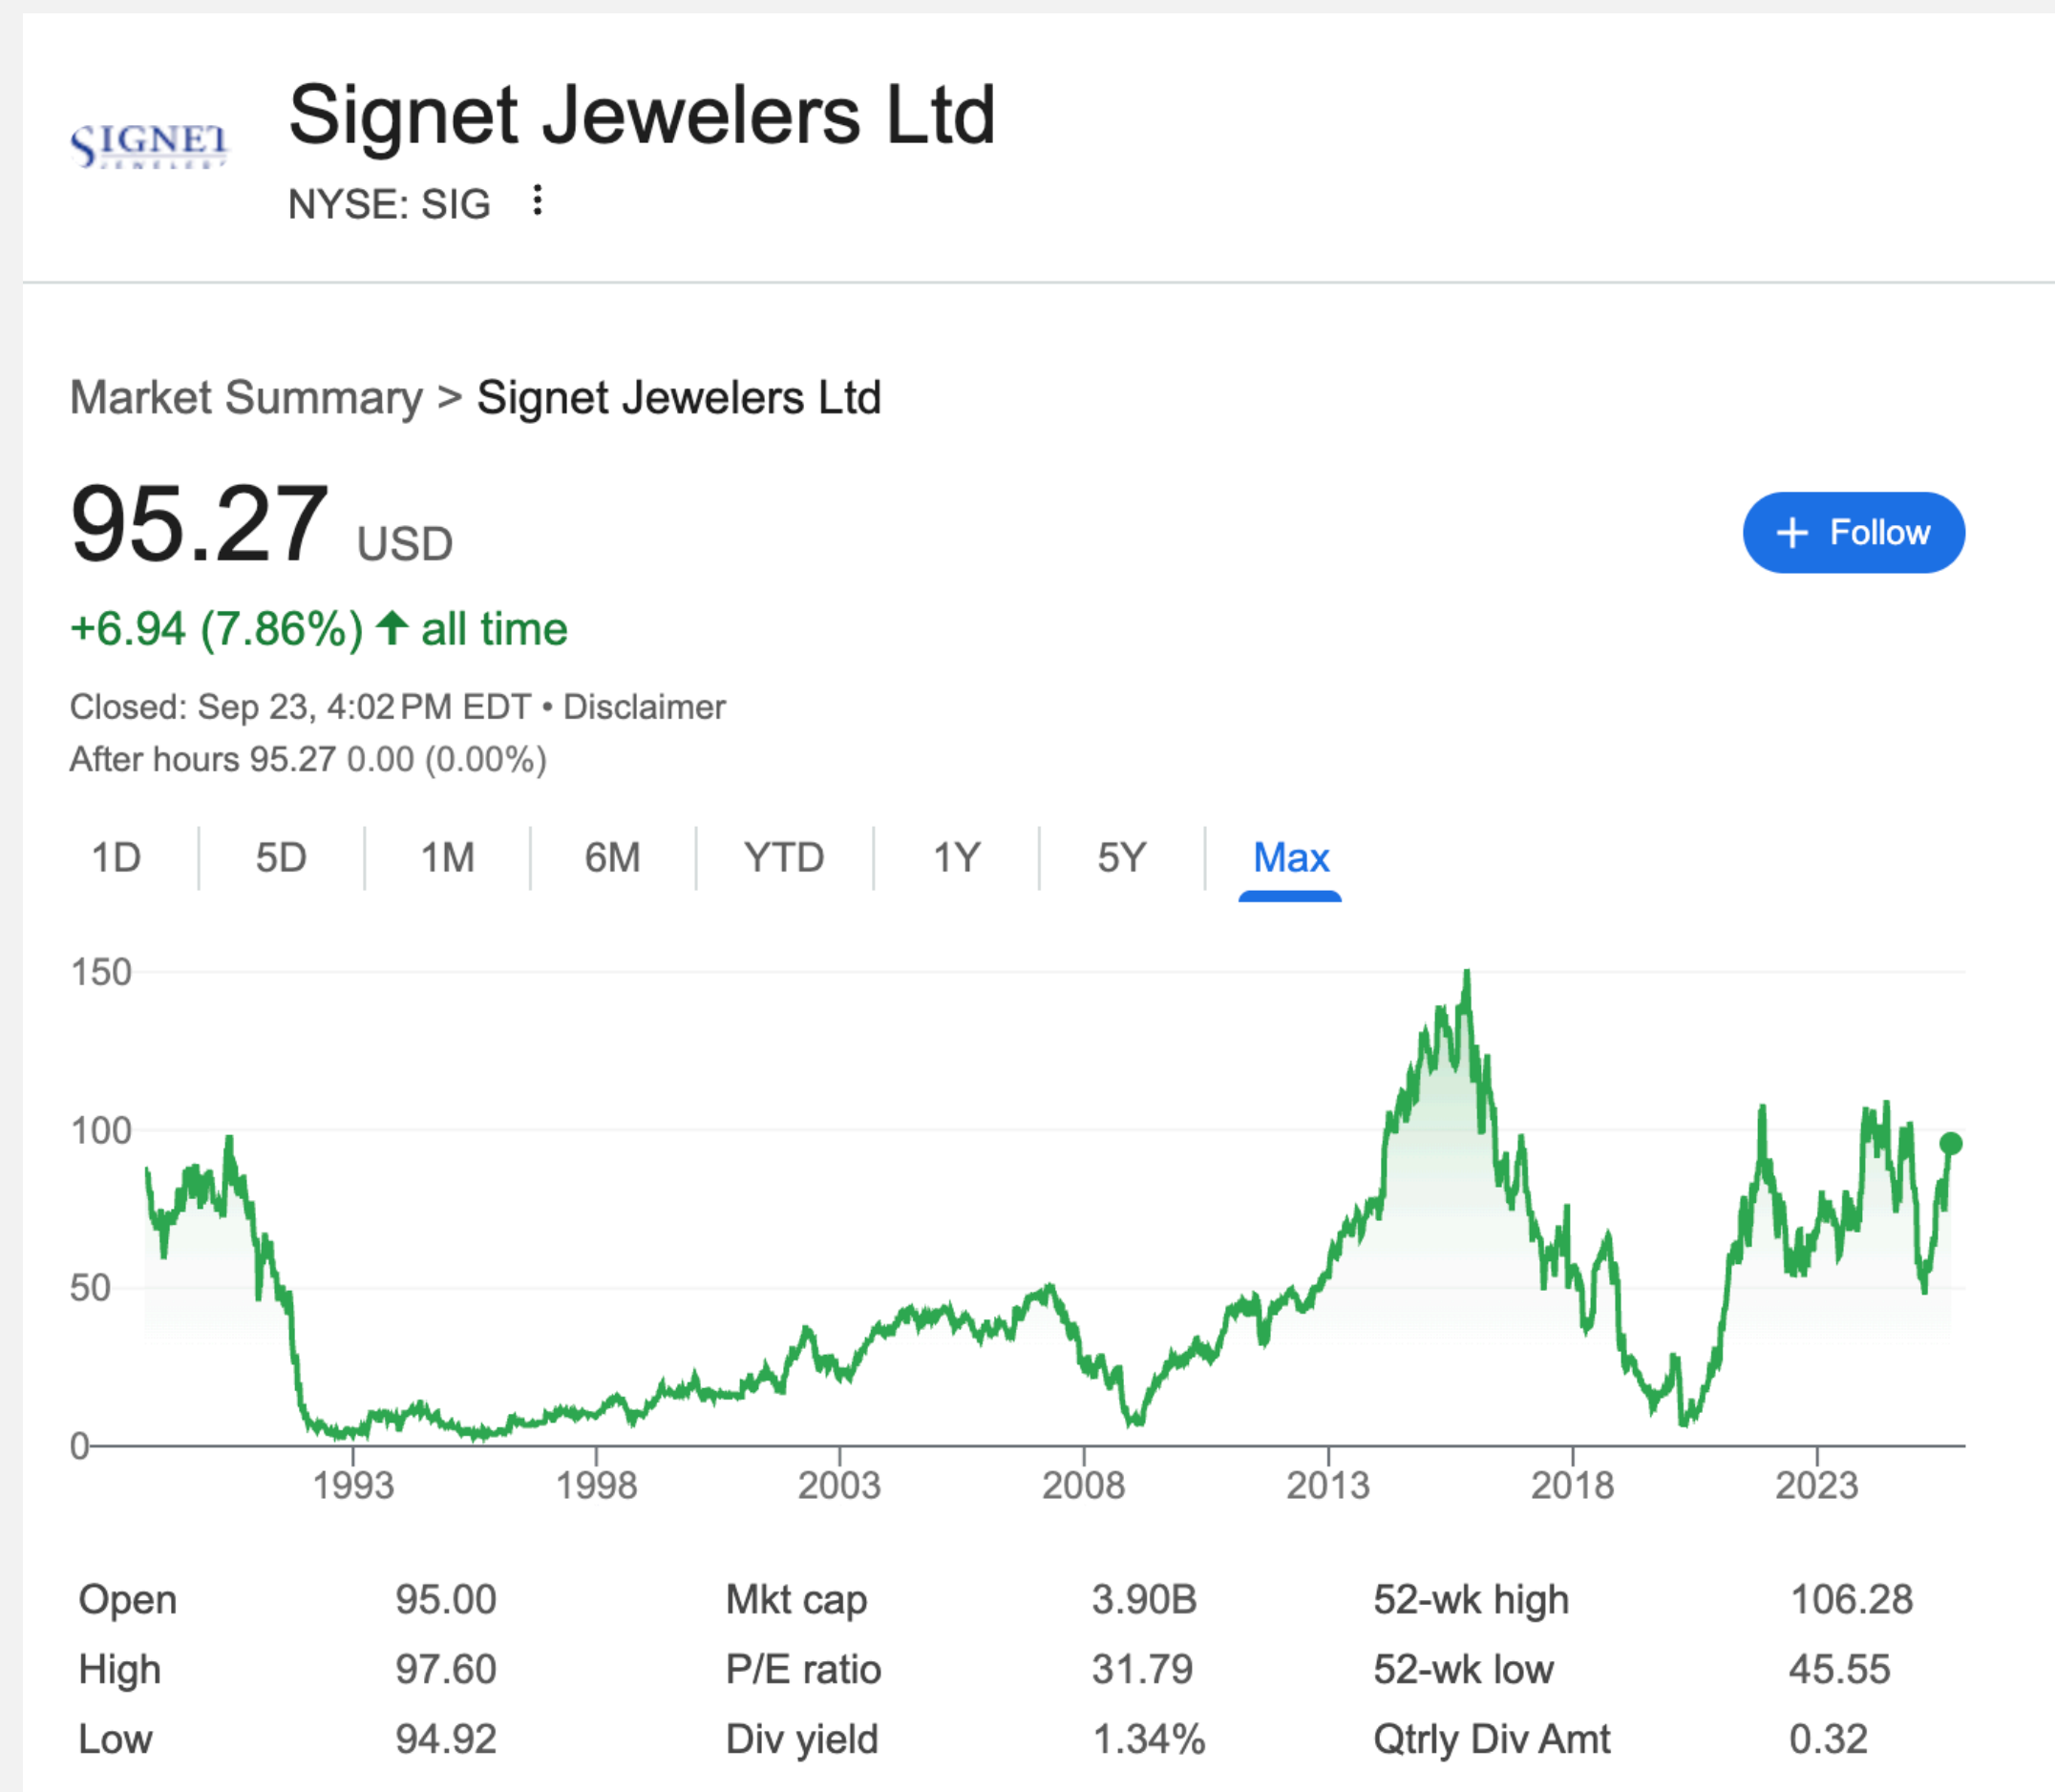 SIGNET
JEWELERS
Signet Jewelers Ltd
NYSE: SIG
Market Summary > Signet Jewelers Ltd
95.27 USD
+ Follow
+6.94 (7.86%) ↑ all time
Closed: Sep 23, 4:02 PM EDT • Disclaimer
After hours 95.27 0.00 (0.00%)
1D 5D 1M 6M YTD 1Y 5Y Max
150
100
50
0
1993 1998 2003 2008 2013 2018 2023
Open 95.00 Mkt cap 3.90B 52-wk high 106.28
High 97.60 P/E ratio 31.79 52-wk low 45.55
Low 94.92 Div yield 1.34% Qtrly Div Amt 0.32